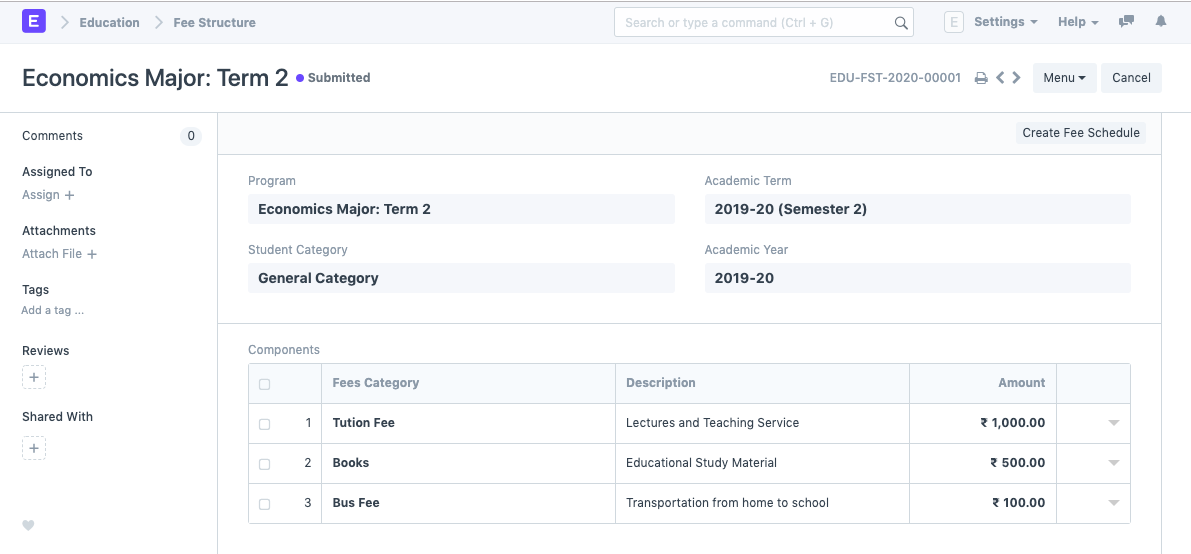 E Education Fee Structure Search or type a command (Ctrl + G) E Settings Help
Economics Major: Term 2 Submitted EDU-FST-2020-00001 Menu Cancel
Comments 0
Create Fee Schedule
Assigned To
Assign +
Attachments
Attach File +
Tags
Add a tag ...
Reviews
+
Shared With
+
Program
Economics Major: Term 2
Academic Term
2019-20 (Semester 2)
Student Category
General Category
Academic Year
2019-20
Components
Fees Category Description Amount
1 Tution Fee Lectures and Teaching Service ₹ 1,000.00
2 Books Educational Study Material ₹ 500.00
3 Bus Fee Transportation from home to school ₹ 100.00